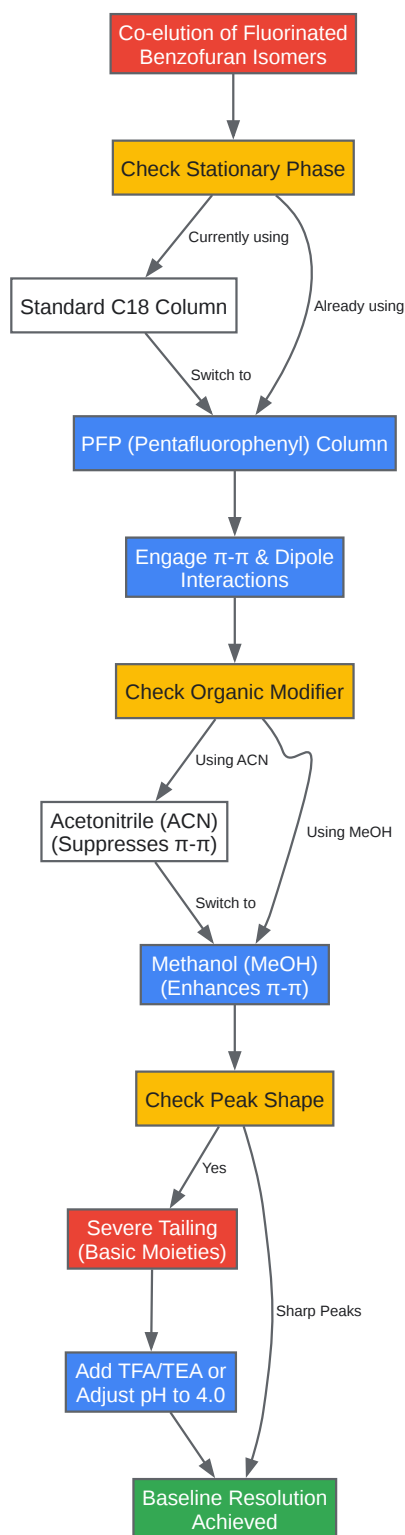 Co-elution of Fluorinated
Benzofuran Isomers
Check Stationary Phase
Currently using
Standard C18 Column
Already using
Switch to
PFP (Pentafluorophenyl) Column
Engage π-π & Dipole
Interactions
Check Organic Modifier
Using ACN
Acetonitrile (ACN)
(Suppresses π-π)
Using MeOH
Switch to
Methanol (MeOH)
(Enhances π-π)
Check Peak Shape
Yes
Severe Tailing
(Basic Moieties)
Sharp Peaks
Add TFA/TEA or
Adjust pH to 4.0
Baseline Resolution
Achieved